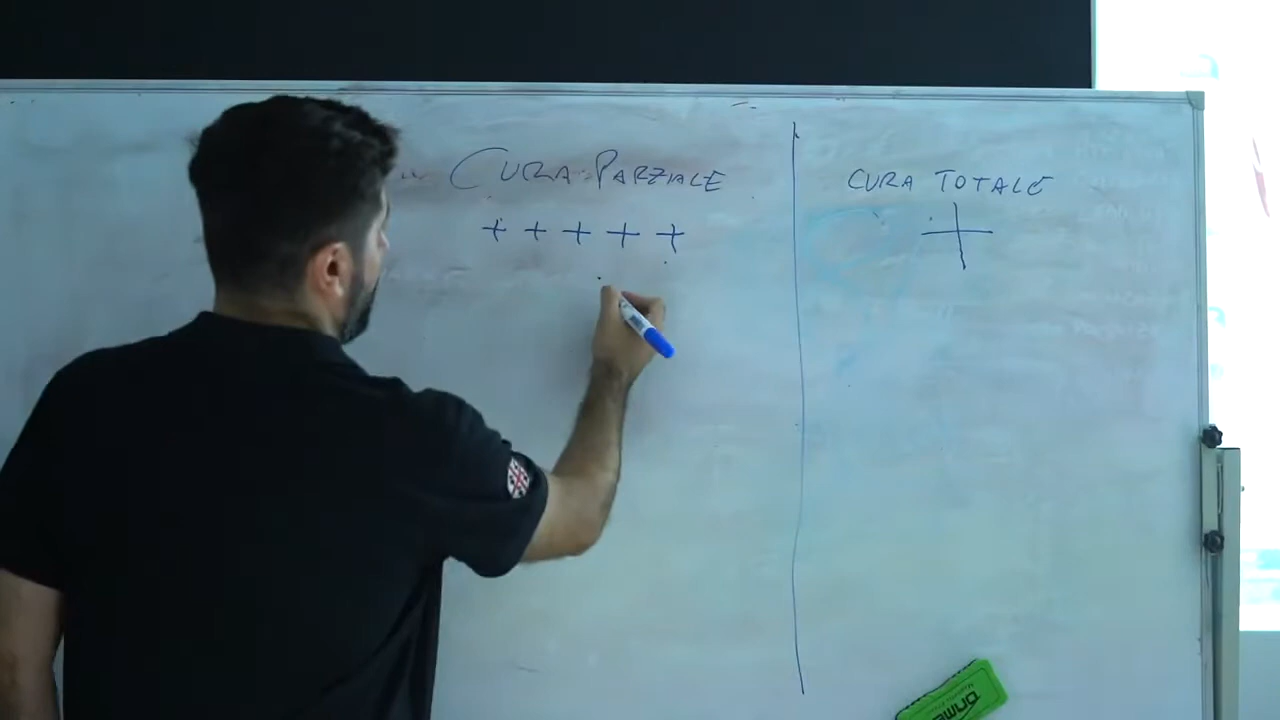 CURA PARZIALE
+ + + + +
CURA TOTALE
+